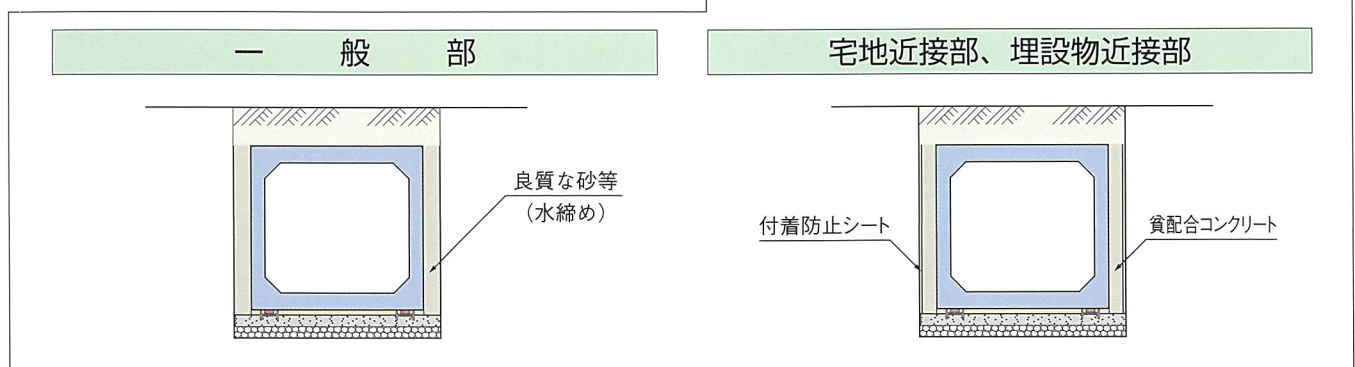 一般部
宅地近接部、埋設物近接部
良質な砂等
(水締め)
付着防止シート
貧配合コンクリート